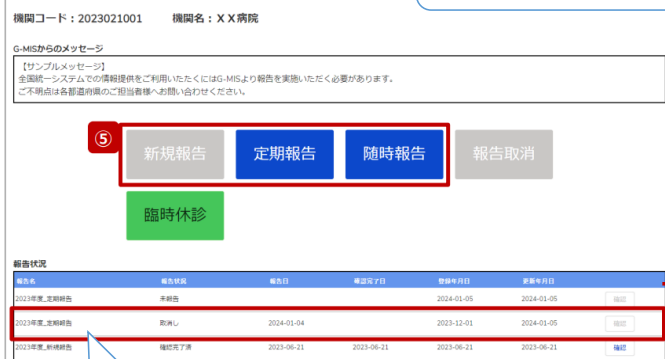 機関コード：2023021001 機関名：ＸＸ病院
G-MISからのメッセージ
【サンプルメッセージ】
全国統一システムでの情報提供をご利用いたたくにはG-MISより報告を実施いただく必要があります。
ご不明点は各都道府県のご担当者様へお問い合わせください。
⑤
新規報告 定期報告 随時報告 報告取消
臨時休診
報告状況
報告名 報告状況 報告日 確認完了日 登録年月日 更新年月日
2023年度_定期報告 未報告 2024-01-05 2024-01-05 確認
2023年度_定期報告 取消し 2024-01-04 2023-12-01 2024-01-05 確認
2023年度_新規報告 確認完了済 2023-06-21 2023-06-21 2023-06-21 2023-06-21 確認